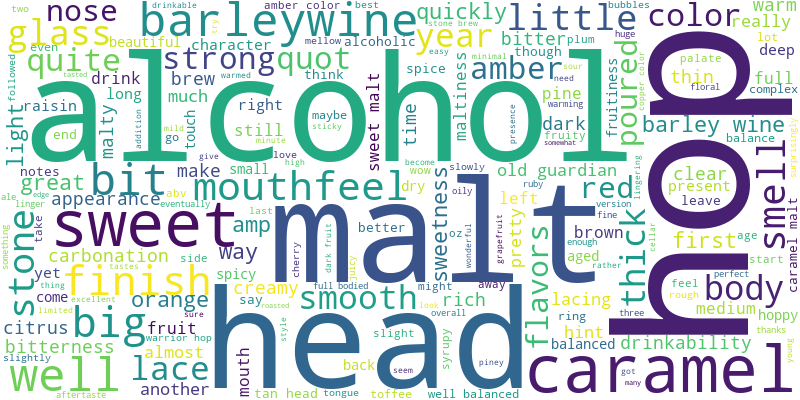 two
drinkable
amber color
best
bubbles
nose
barleywine
quickly
little
stone brew
color
warm
really
glass
beautiful
character
mellow
alcoholic
year
bitter
plum
huge
lot
deep
try
even
though
palate
quite
strong
quot
amber
poured
thin
full
followed
drink
brew
think
spice
easy
sour
need
copper color
complex
tasted
warmed
minimal
warming
floral
raisin
long
much
right
maybe
sweet malt
time
maltiness
pine
somewhat
fruitiness
hop
light
malty
touch
alcohol
presence
dark
barley wine
end
addition
mild
go
still
sticky
minute
fruity
balance
notes
give
love
high
wow
become
slowly
old guardian
lingering
clear
surprisingly
great
bit
make
small
mouthfeel
dry
oily
ruby
left
red
present
ale
edge
linger
appearance
abv
eventually
version
fine
leave
smell
sweet
last
amp
better
oz
sweetness
wonderful
malt
grapefruit
pretty
brown
first
age
something
take
carbonation
side
way
cherry
dark fruit
juicy
enough
aged
cellar
start
caramel malt
stone
yet
thing
tastes
spicy
creamy
full bodied
might
away
rather
thick
perfect
body
finish
excellent
come
limited
sure
orange
say
roasted
smooth
look
rich
flavors
lacing
feel
rough
medium
hoppy
citrus
fruit
warrior hop
style
overall
ring
hint
three
thanks
big
bitterness
almost
lace
head
slight
syrupy
piney
balanced
drinkability
slightly
mouth
back
seem
got
many
young
well
another
tan head
tongue
toffee
well balanced
caramel
aftertaste